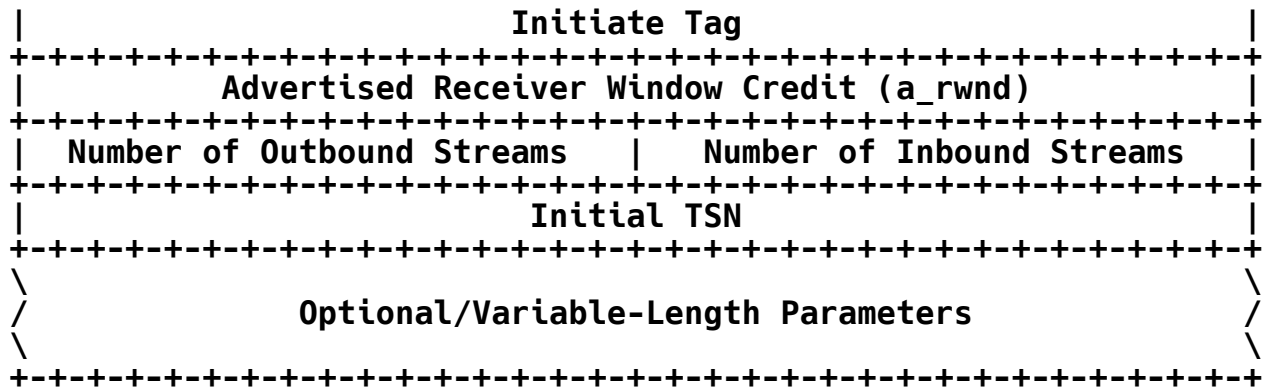 |                          Initiate Tag                         |
+-+-+-+-+-+-+-+-+-+-+-+-+-+-+-+-+-+-+-+-+-+-+-+-+-+-+-+-+-+-+-+-+
|          Advertised Receiver Window Credit (a_rwnd)           |
+-+-+-+-+-+-+-+-+-+-+-+-+-+-+-+-+-+-+-+-+-+-+-+-+-+-+-+-+-+-+-+-+
|  Number of Outbound Streams   |   Number of Inbound Streams   |
+-+-+-+-+-+-+-+-+-+-+-+-+-+-+-+-+-+-+-+-+-+-+-+-+-+-+-+-+-+-+-+-+
|                          Initial TSN                          |
+-+-+-+-+-+-+-+-+-+-+-+-+-+-+-+-+-+-+-+-+-+-+-+-+-+-+-+-+-+-+-+-+
\                                                               \
/              Optional/Variable-Length Parameters              /
\                                                               \
+-+-+-+-+-+-+-+-+-+-+-+-+-+-+-+-+-+-+-+-+-+-+-+-+-+-+-+-+-+-+-+-+